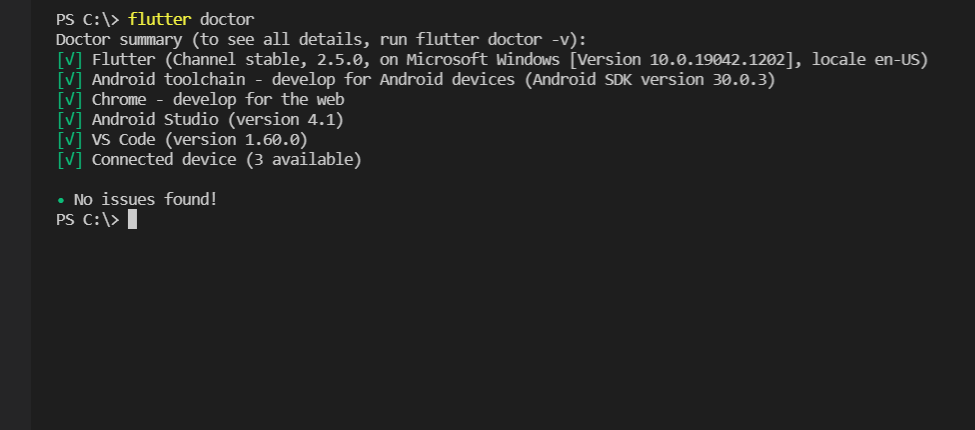 PS C:\> flutter doctor
Doctor summary (to see all details, run flutter doctor -v):
[√] Flutter (Channel stable, 2.5.0, on Microsoft Windows [Version 10.0.19042.1202], locale en-US)
[√] Android toolchain - develop for Android devices (Android SDK version 30.0.3)
[√] Chrome - develop for the web
[√] Android Studio (version 4.1)
[√] VS Code (version 1.60.0)
[√] Connected device (3 available)
• No issues found!
PS C:\>